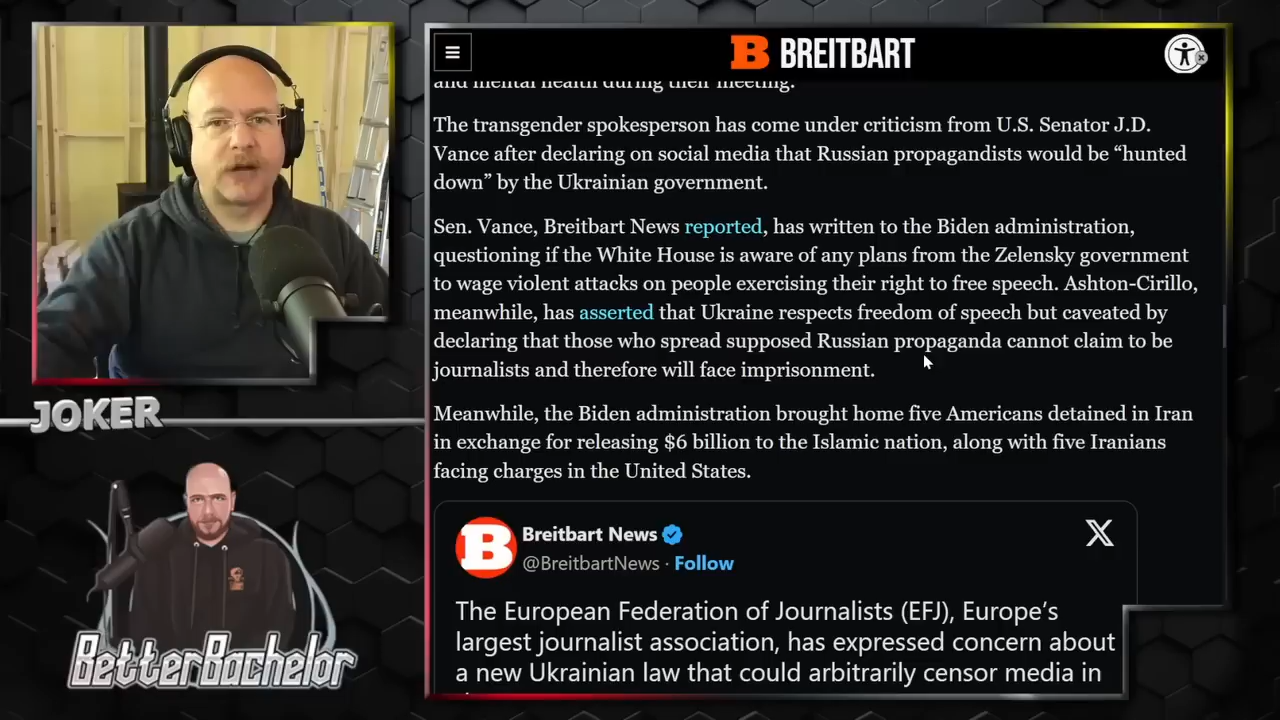 B BREITBART
and mental health during their meeting.
The transgender spokesperson has come under criticism from U.S. Senator J.D.
Vance after declaring on social media that Russian propagandists would be “hunted
down” by the Ukrainian government.
Sen. Vance, Breitbart News reported, has written to the Biden administration,
questioning if the White House is aware of any plans from the Zelensky government
to wage violent attacks on people exercising their right to free speech. Ashton-Cirillo,
meanwhile, has asserted that Ukraine respects freedom of speech but caveated by
declaring that those who spread supposed Russian propaganda cannot claim to be
journalists and therefore will face imprisonment.
Meanwhile, the Biden administration brought home five Americans detained in Iran
in exchange for releasing $6 billion to the Islamic nation, along with five Iranians
facing charges in the United States.
B
Breitbart News
X
@BreitbartNews · Follow
The European Federation of Journalists (EFJ), Europe’s
largest journalist association, has expressed concern about
a new Ukrainian law that could arbitrarily censor media in
JOKER
BetterBachelor